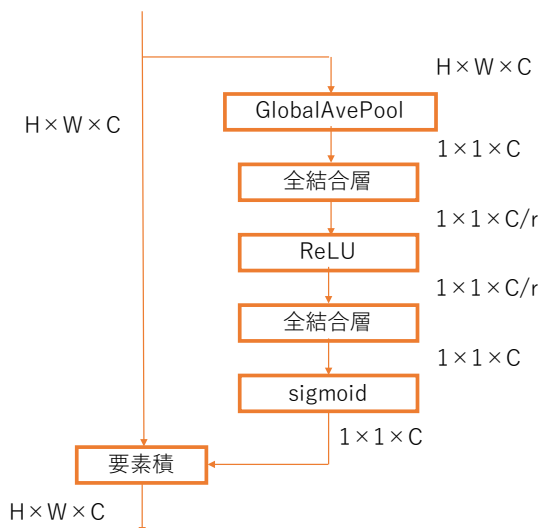 H×W×C
H×W×C
GlobalAvePool
1×1×C
全結合層
1×1×C/r
ReLU
1×1×C/r
全結合層
1×1×C
sigmoid
1×1×C
要素積
H×W×C